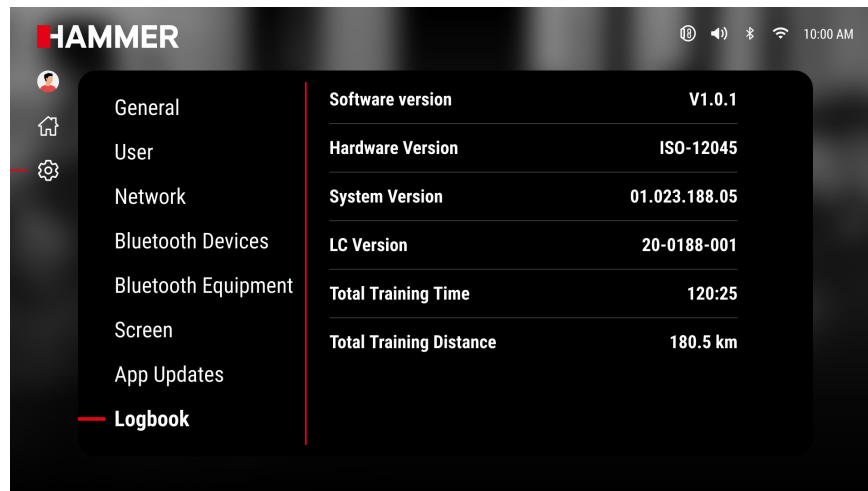 HAMMER
18
10:00 AM
General
User
Network
Bluetooth Devices
Bluetooth Equipment
Screen
App Updates
Logbook
Software version V1.0.1
Hardware Version ISO-12045
System Version 01.023.188.05
LC Version 20-0188-001
Total Training Time 120:25
Total Training Distance 180.5 km